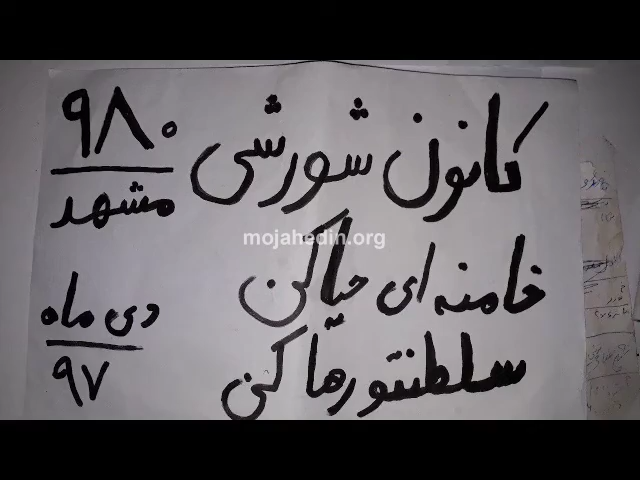 کانون شورشی ۹۸۰
مشهد
mojahedin.org
خامنه ای حیا کن
دی ماه
سلطنتو رها کن
۹۷